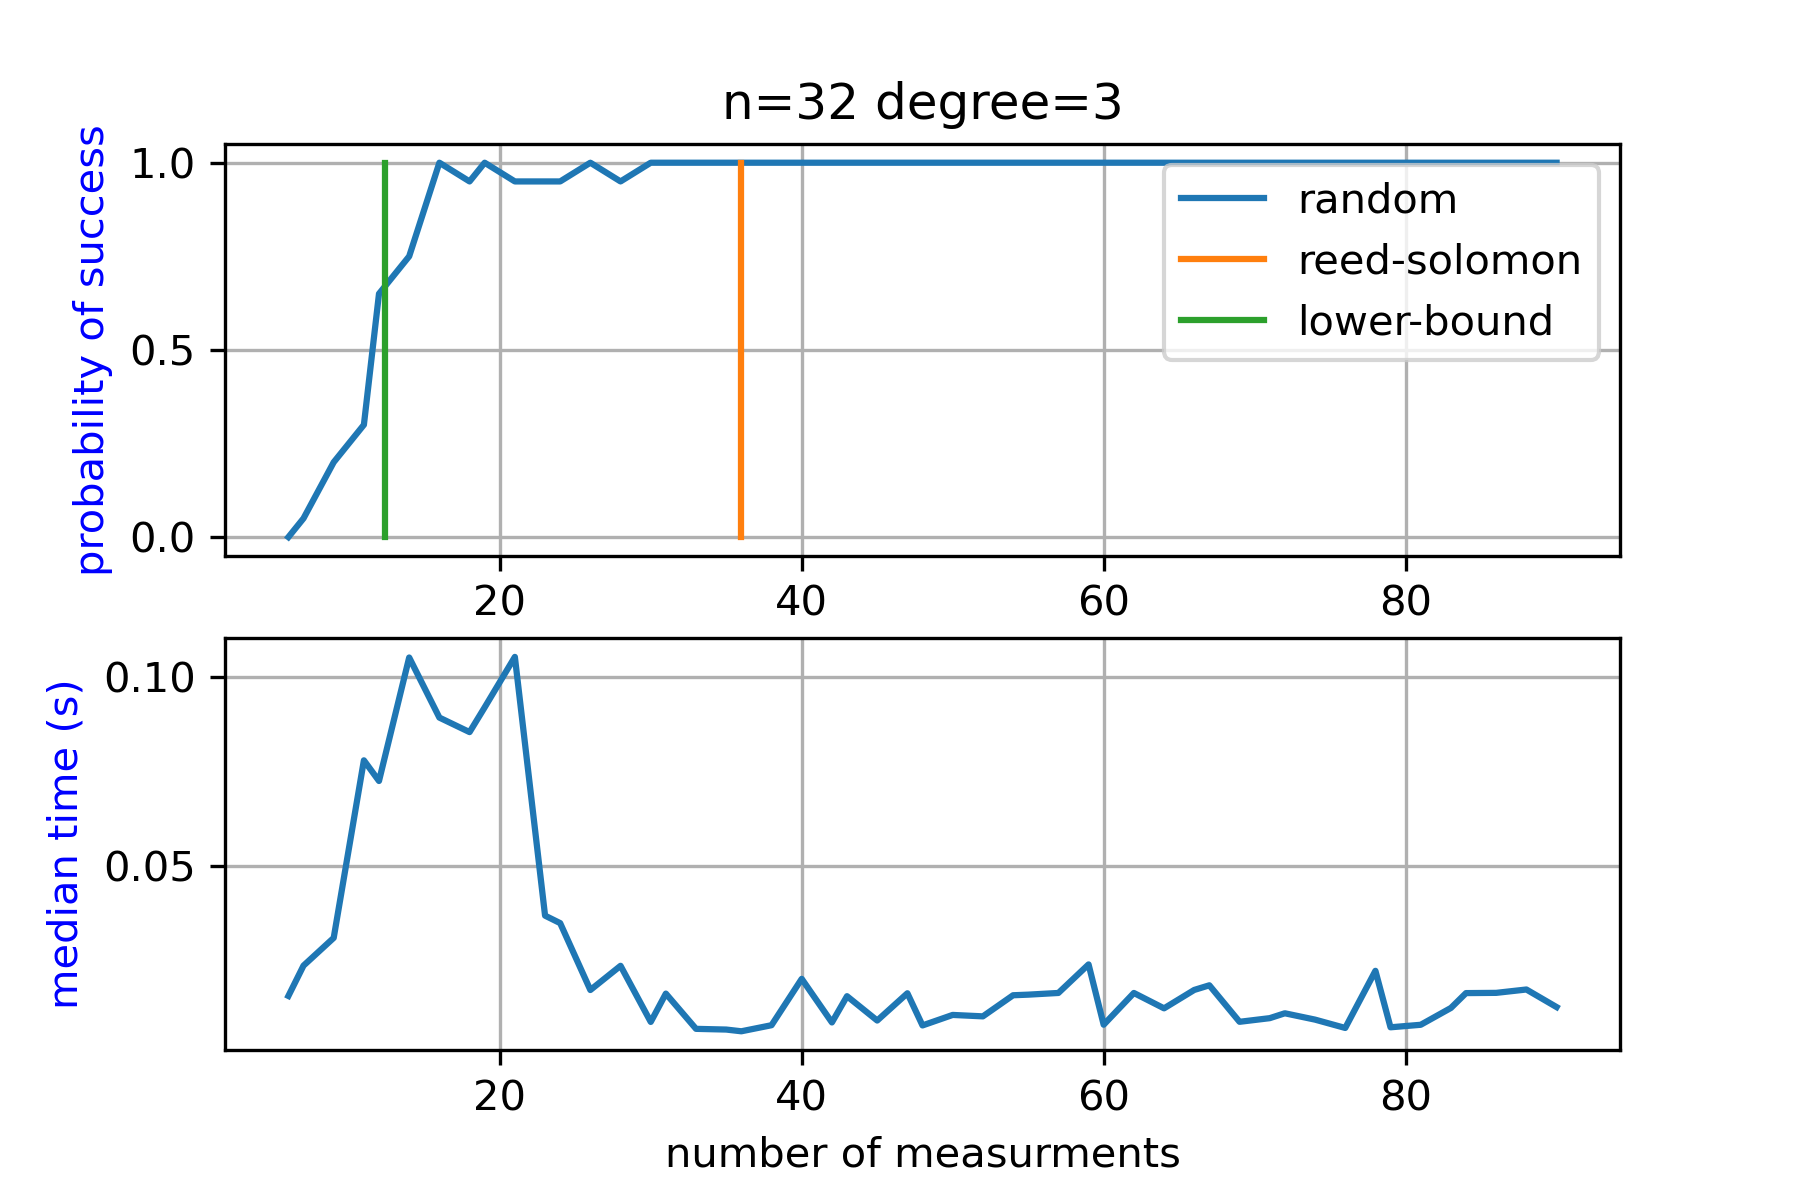 n=32 degree=3
probability of success
1.0
0.5
0.0
random
reed-solomon
lower-bound
20 40 60 80
median time (s)
0.10
0.05
20 40 60 80
number of measurments